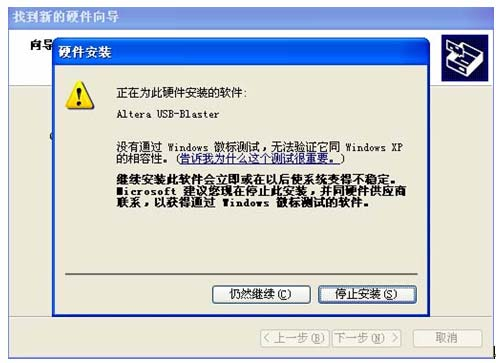 找到新的硬件向导
向导
硬件安装
正在为此硬件安装的软件:
Altera USB-Blaster
没有通过 Windows 徽标测试，无法验证它同 Windows XP
的相容性。(告诉我为什么这个测试很重要。)
继续安装此软件会立即或在以后使系统变得不稳定。
Microsoft 建议您现在停止此安装，并同硬件供应商
联系，以获得通过 Windows 徽标测试的软件。
仍然继续(C)
停止安装(S)
< 上一步(B)
下一步(N) >
取消